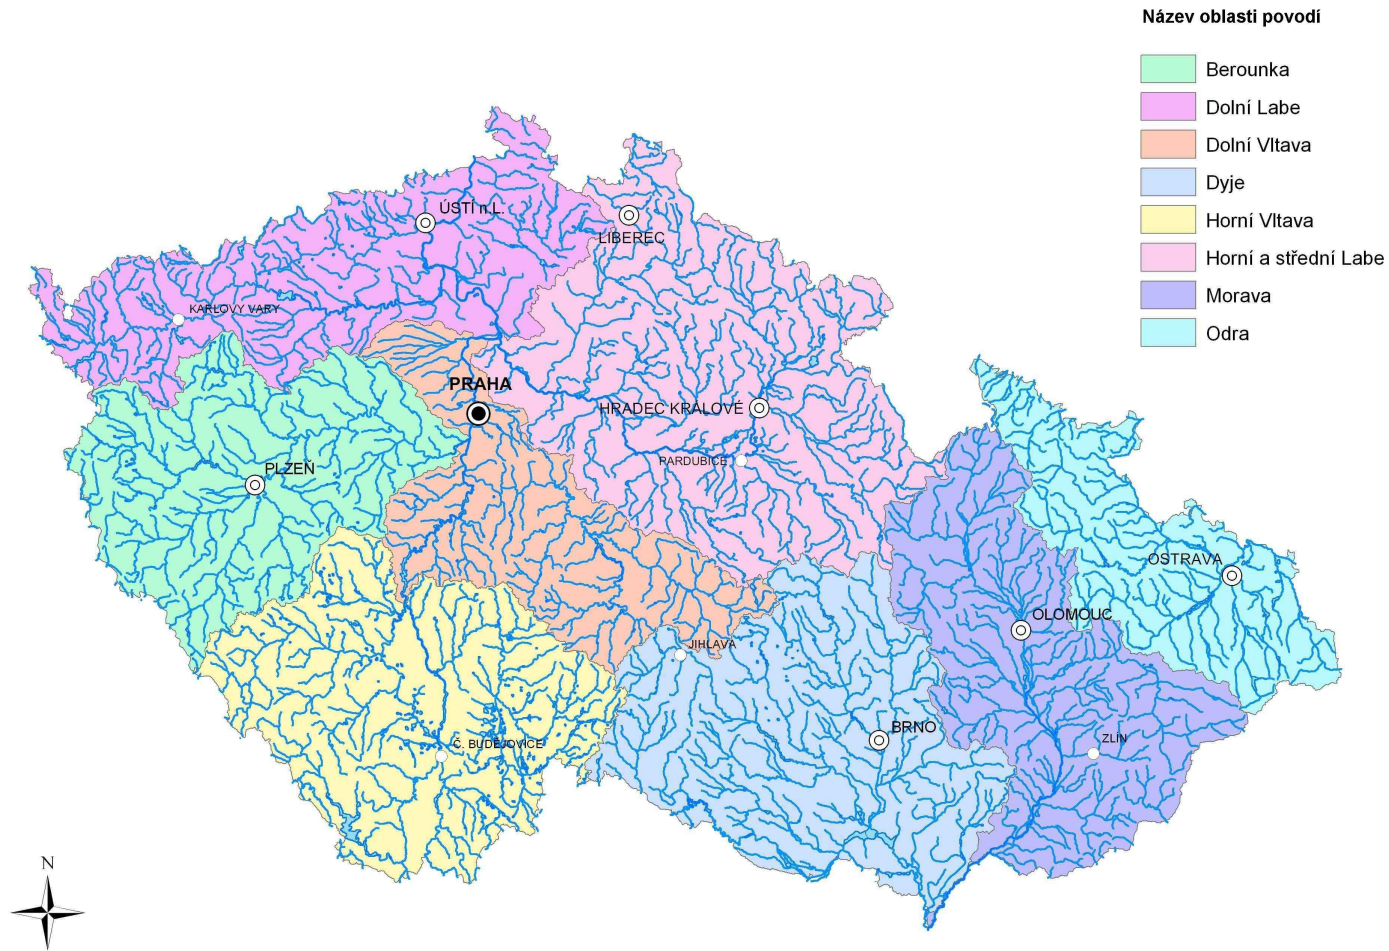 Název oblasti povodí
Berounka
Dolní Labe
Dolní Vltava
Dyje
Horní Vltava
Horní a střední Labe
Morava
Odra
ÚSTÍ n.L.
LIBEREC
KARLOVY VARY
PRAHA
HRADEC KRÁLOVÉ
PARDUBICE
PLZEŇ
OSTRAVA
OLOMOUC
JIHLAVA
BRNO
ZLÍN
Č. BUDĚJOVICE
N